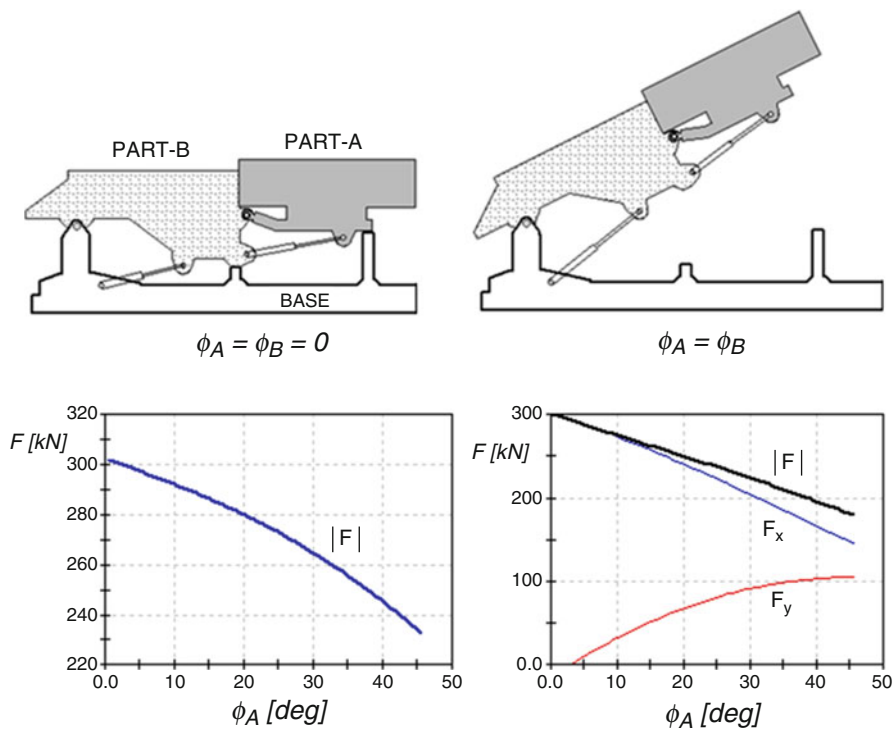 PART-B PART-A
BASE
ϕA = ϕB = 0
ϕA = ϕB
320
F [kN]
300
280
260
240
220
|F|
0.0 10 20 30 40 50
ϕA [deg]
300
F [kN]
200
100
0.0
|F|
Fx
Fy
0.0 10 20 30 40 50
ϕA [deg]